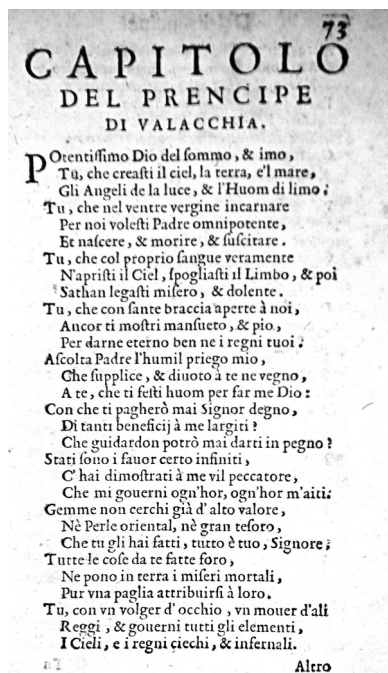 73
CAPITOLO
DEL PRENCIPE
DI VALACCHIA.
POtentiſſimo Dio del ſommo, & imo,
Tu, che creaſti il ciel, la terra, e'l mare,
Gli Angeli de la luce, & l'Huom di limo;
Tu, che nel ventre vergine incarnare
Per noi voleſti Padre omnipotente,
Et naſcere, & morire, & ſuſcitare.
Tu, che col proprio ſangue veramente
N'apriſti il Ciel, ſpogliaſti il Limbo, & poi
Sathan legaſti miſero, & dolente.
Tu, che con ſante braccia aperte à noi,
Ancor ti moſtri manſueto, & pio,
Per darne eterno ben ne i regni tuoi.
Aſcolta Padre l'humil priego mio,
Che ſupplice, & diuoto à te ne vegno,
A te, che ti feſti huom per far me Dio:
Con che ti pagherò mai Signor degno,
Di tanti beneficij à me largiti?
Che guidardon potrò mai darti in pegno?
Stati ſono i fauor certo infiniti,
C'hai dimoſtrati à me vil peccatore,
Che mi gouerni ogn'hor, ogn'hor m'aiti:
Gemme non cerchi già d'alto valore,
Nè Perle oriental, nè gran teſoro,
Che tu gli hai fatti, tutto è tuo, Signore;
Tutte le coſe da te fatte foro,
Ne pono in terra i miſeri mortali,
Pur vna paglia attribuirſi à loro.
Tu, con vn volger d'occhio, vn mouer d'ali
Reggi, & gouerni tutti gli elementi,
I Cieli, e i regni ciechi, & infernali.
Altro